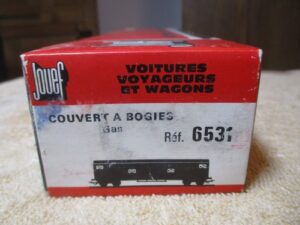 Jouef
VOITURES
VOYAGEURS
ET WAGONS
COUVERT A BOGIES
Gas
Réf. 6531